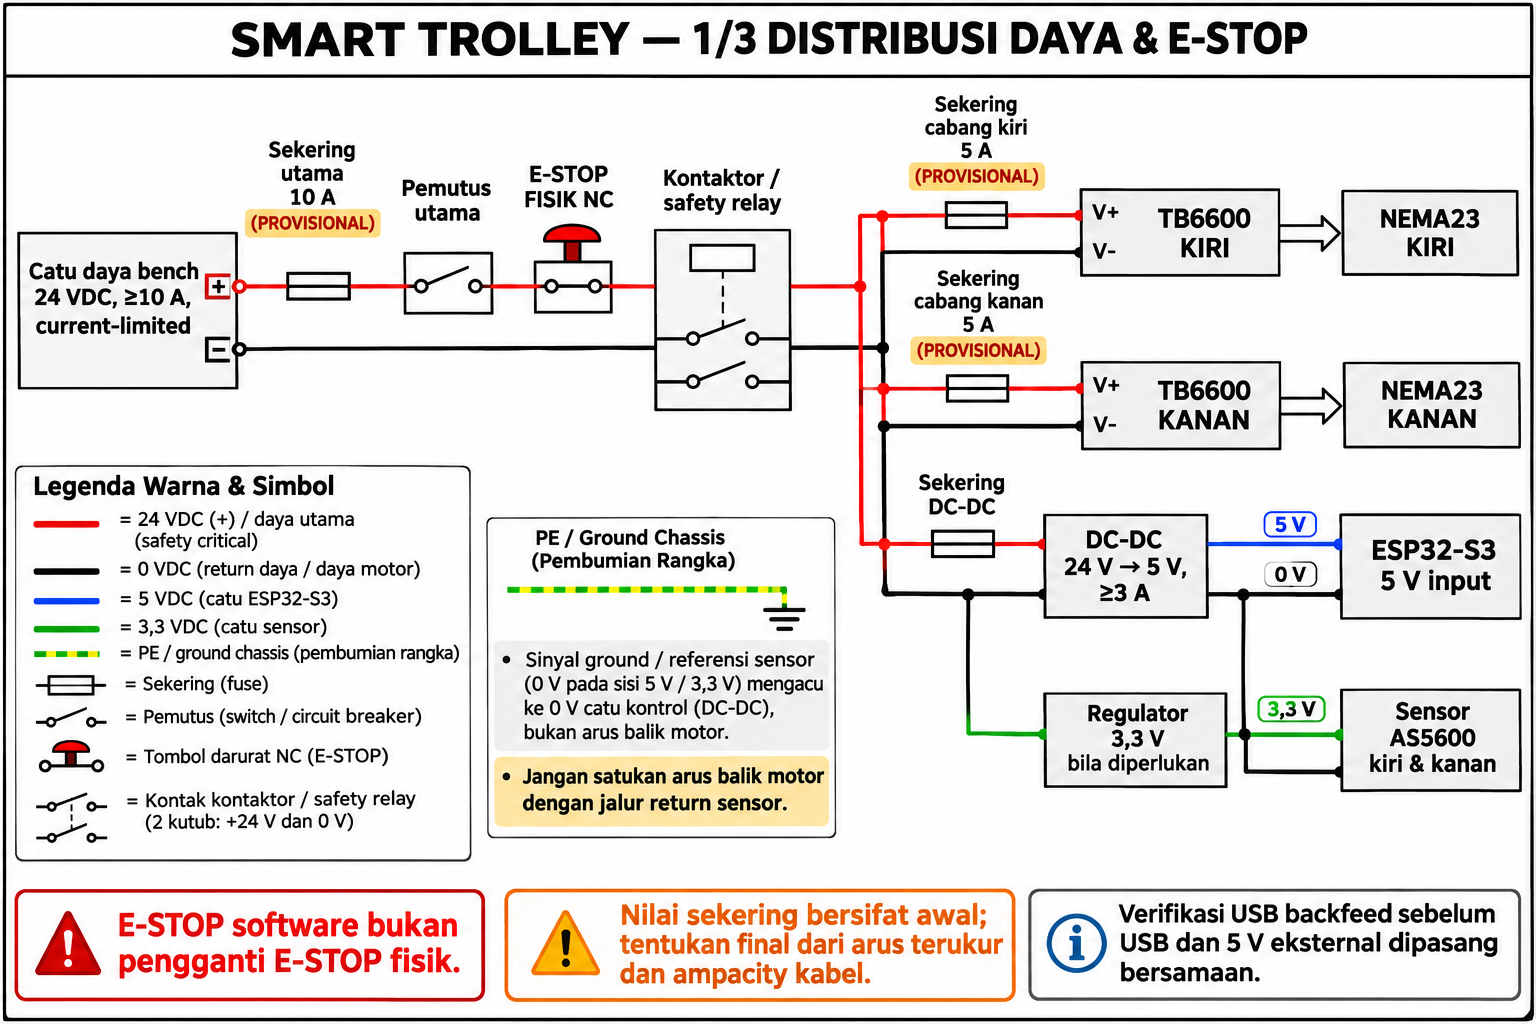 SMART TROLLEY — 1/3 DISTRIBUSI DAYA & E-STOP
Sekering
utama
10 A
(PROVISIONAL)
Pemutus
utama
E-STOP
FISIK NC
Kontaktor /
safety relay
Sekering
cabang kiri
5 A
(PROVISIONAL)
Catu daya bench
24 VDC, ≥10 A,
current-limited
+
−
V+
V-
TB6600
KIRI
NEMA23
KIRI
Sekering
cabang kanan
5 A
(PROVISIONAL)
V+
V-
TB6600
KANAN
NEMA23
KANAN
Sekering
DC-DC
DC-DC
24 V → 5 V,
≥3 A
5 V
0 V
ESP32-S3
5 V input
Regulator
3,3 V
bila diperlukan
3,3 V
Sensor
AS5600
kiri & kanan
Legenda Warna & Simbol
= 24 VDC (+) / daya utama
(safety critical)
= 0 VDC (return daya / daya motor)
= 5 VDC (catu ESP32-S3)
= 3,3 VDC (catu sensor)
= PE / ground chassis (pembumian rangka)
= Sekering (fuse)
= Pemutus (switch / circuit breaker)
= Tombol darurat NC (E-STOP)
= Kontak kontaktor / safety relay
(2 kutub: +24 V dan 0 V)
PE / Ground Chassis
(Pembumian Rangka)
• Sinyal ground / referensi sensor
(0 V pada sisi 5 V / 3,3 V) mengacu
ke 0 V catu kontrol (DC-DC),
bukan arus balik motor.
• Jangan satukan arus balik motor
dengan jalur return sensor.
E-STOP software bukan
pengganti E-STOP fisik.
Nilai sekering bersifat awal;
tentukan final dari arus terukur
dan ampacity kabel.
Verifikasi USB backfeed sebelum
USB dan 5 V eksternal dipasang
bersamaan.